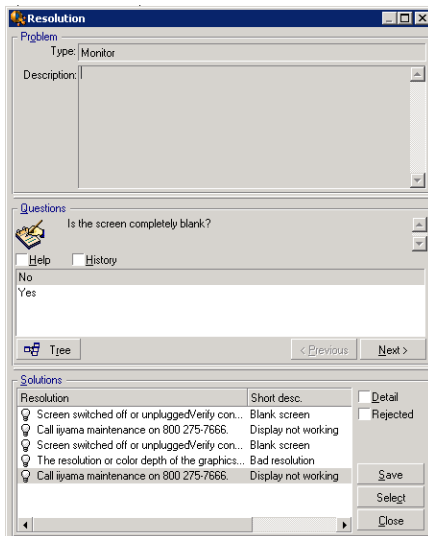 Resolution
Problem
Type: Monitor
Description:
Questions
Is the screen completely blank?
Help History
No
Yes
Tree < Previous Next >
Solutions
Resolution Short desc. Detail
Screen switched off or unpluggedVerify con... Blank screen Rejected
Call iiyama maintenance on 800 275-7666. Display not working
Screen switched off or unpluggedVerify con... Blank screen
The resolution or color depth of the graphics... Bad resolution
Call iiyama maintenance on 800 275-7666. Display not working Save
Select
Close